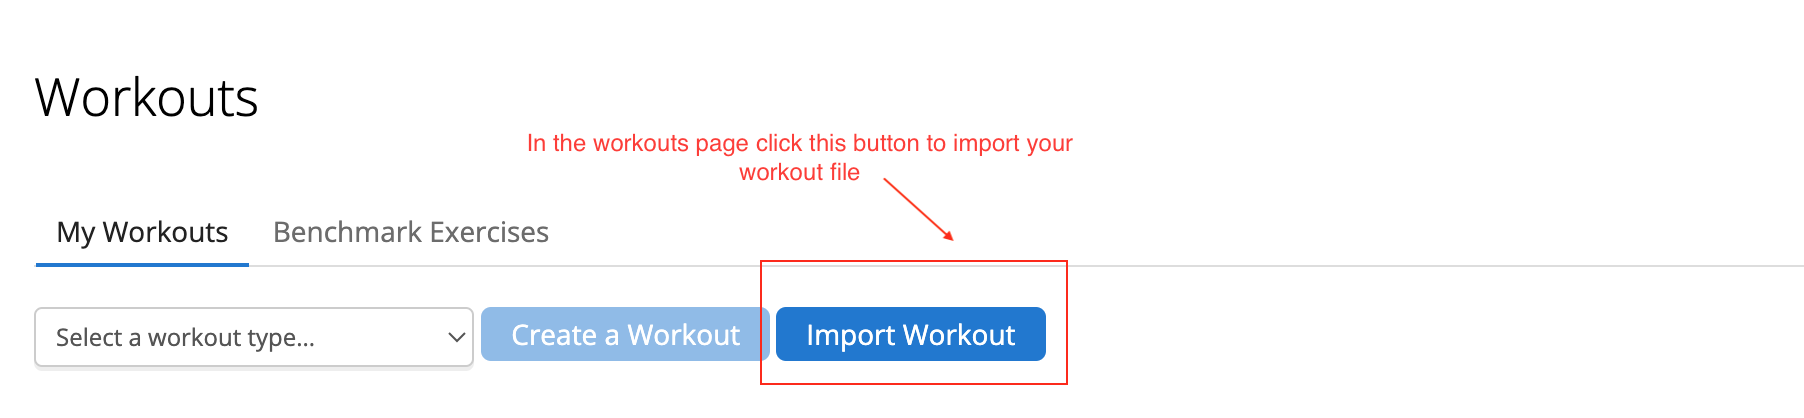 Workouts
In the workouts page click this button to import your
workout file
My Workouts Benchmark Exercises
Select a workout type... Create a Workout Import Workout